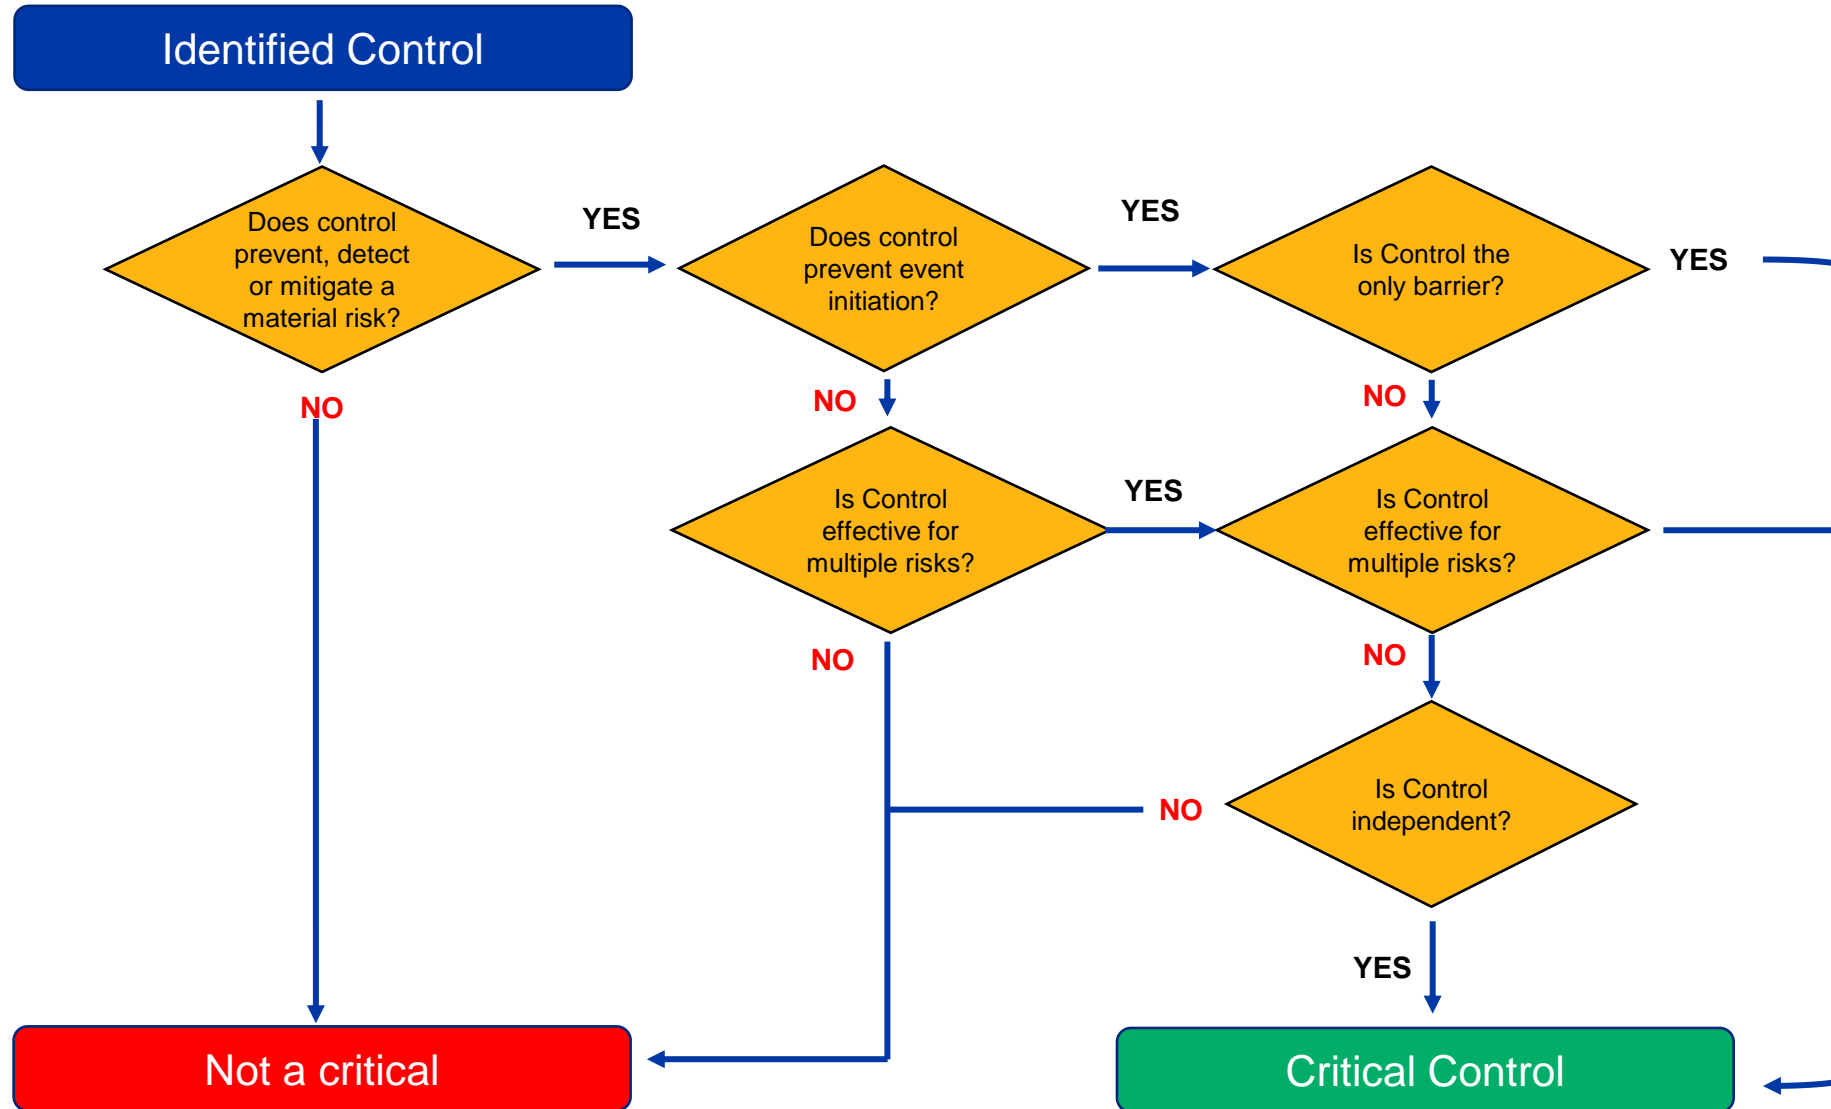 Identified Control
Does control
prevent, detect
or mitigate a
material risk?
YES
Does control
prevent event
initiation?
YES
Is Control the
only barrier?
YES
NO
NO
NO
Is Control
effective for
multiple risks?
YES
Is Control
effective for
multiple risks?
NO
NO
Is Control
independent?
NO
YES
Not a critical
Critical Control